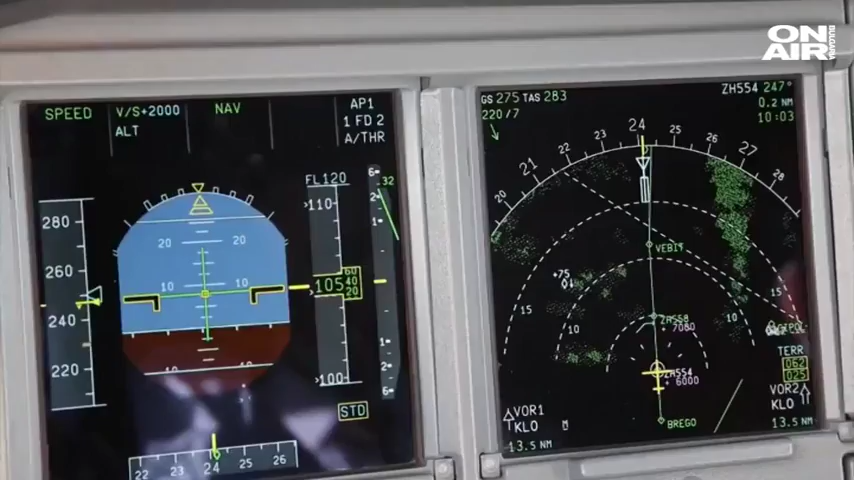 ON AIR
BULGARIA
SPEED
V/S+2000
ALT
NAV
AP1
1 FD 2
A/THR
280
260
240
220
20 20
10 10
10 10
FL120
110
105
60
40
20
100
STD
6
2
1
32
1
2
6
22 23 24 25 26
GS 275 TAS 283
220/7
ZH554 247°
0.2 NM
10:03
20 21 22 23 24 25 26 27 28
VEBIT
+75
15 15
10 10
ZH558
7080
ZH554
+ 6000
BREGO
TERR
062
025
VOR1
KLO
13.5 NM
M
VOR2
KLO
13.5 NM